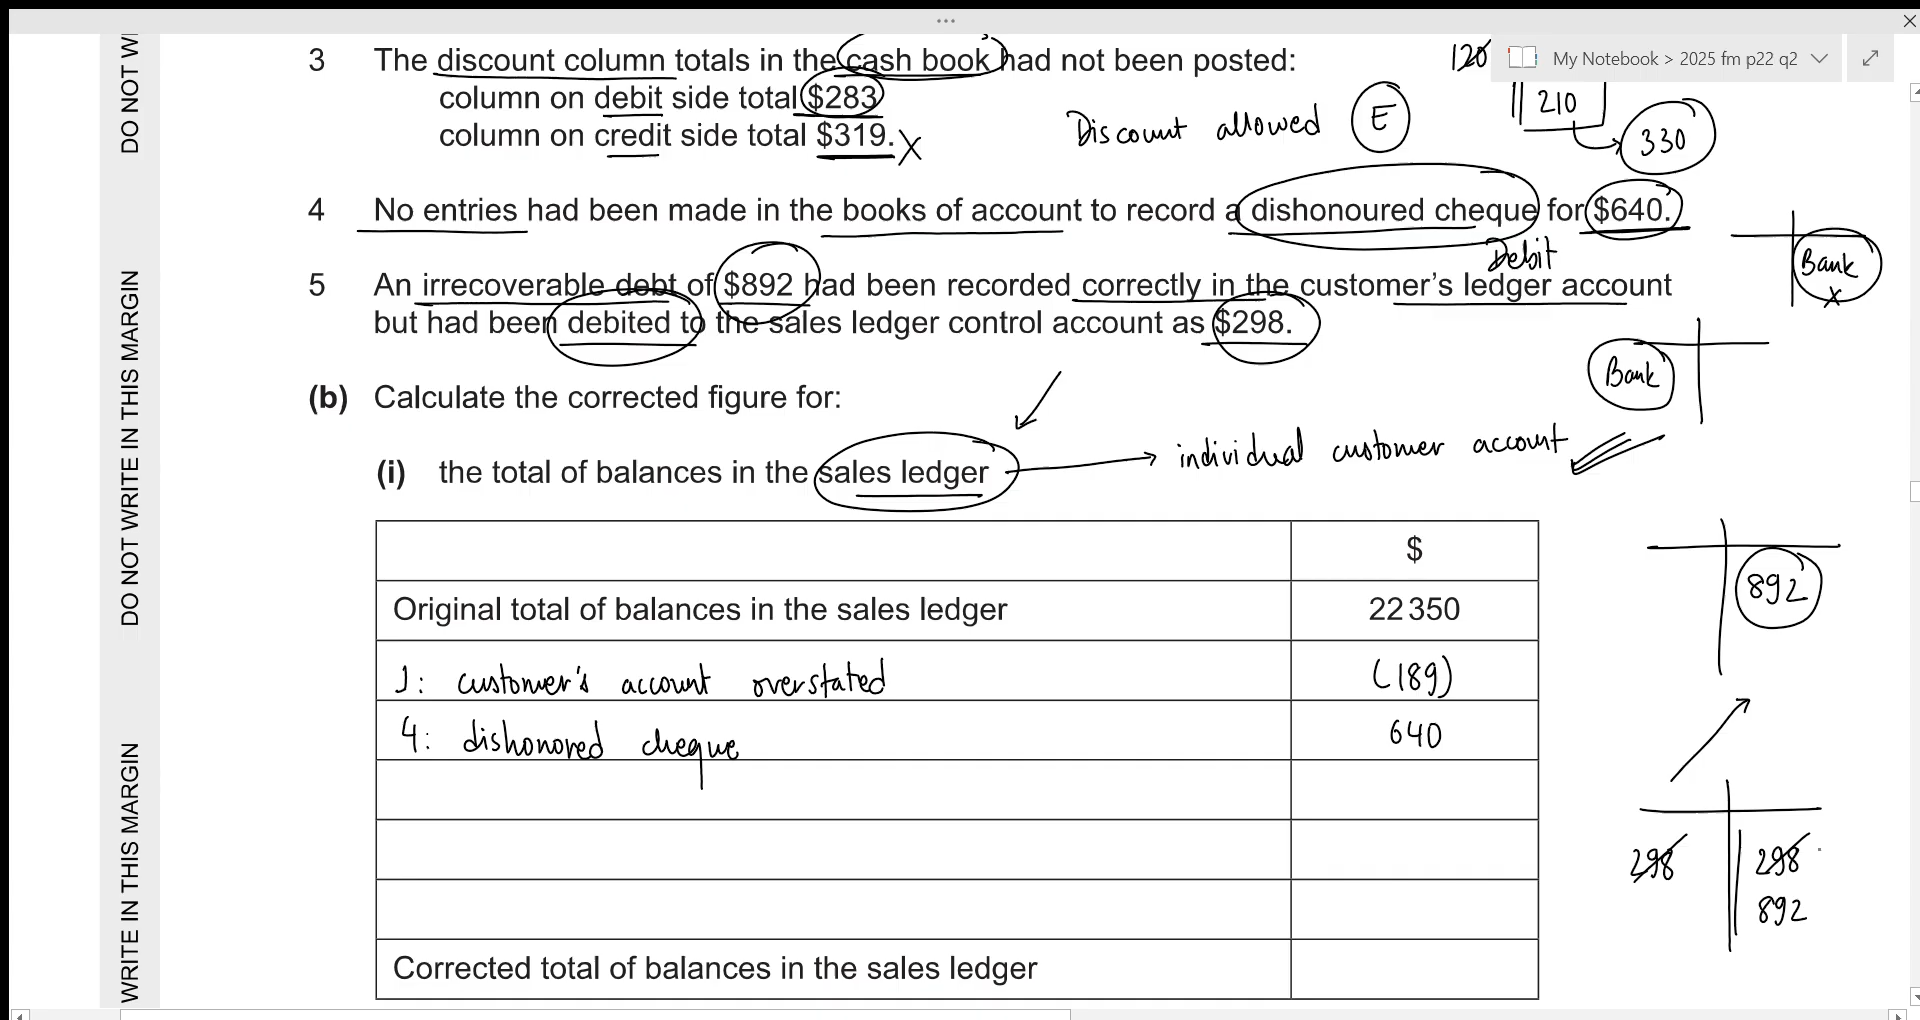 3 The discount column totals in the cash book had not been posted:
120
My Notebook > 2025 fm p22 q2
column on debit side total $283
210
column on credit side total $319. X
Discount allowed E
330
4 No entries had been made in the books of account to record a dishonoured cheque for $640.
Debit
Bank
X
5 An irrecoverable debt of $892 had been recorded correctly in the customer's ledger account
but had been debited to the sales ledger control account as $298.
Bank
(b) Calculate the corrected figure for:
(i) the total of balances in the sales ledger
individual customer account
$
Original total of balances in the sales ledger 22 350
892
1: customer's account overstated (189)
4: dishonored cheque 640
298 298
892
Corrected total of balances in the sales ledger
DO NOT WI
DO NOT WRITE IN THIS MARGIN
WRITE IN THIS MARGIN